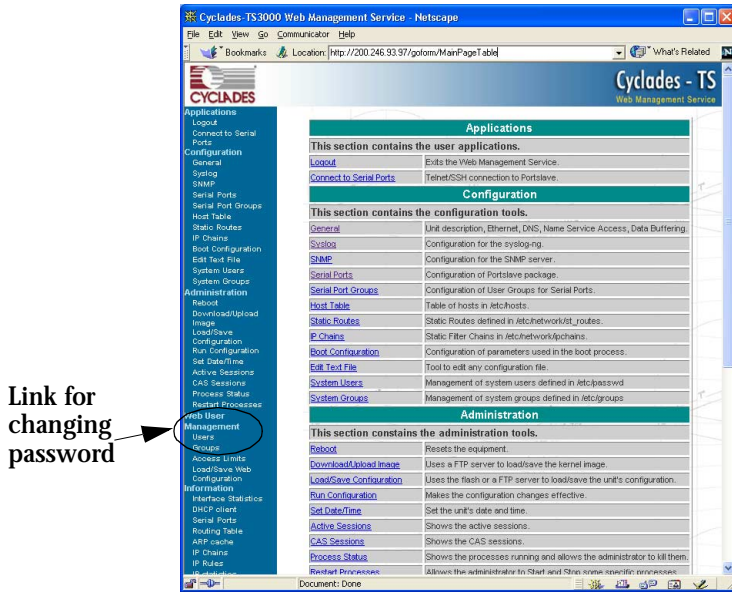 Cyclades-TS3000 Web Management Service - Netscape
File Edit View Go Communicator Help
Bookmarks Location: http://200.246.93.97/goform/MainPageTable What's Related
CYCLADES
Cyclades - TS
Web Management Service
Applications
Logout
Connect to Serial
Ports
Configuration
General
Syslog
SNMP
Serial Ports
Serial Port Groups
Host Table
Static Routes
IP Chains
Boot Configuration
Edit Text File
System Users
System Groups
Administration
Reboot
Download/Upload
Image
Load/Save
Configuration
Run Configuration
Set Date/Time
Active Sessions
CAS Sessions
Process Status
Restart Processes
Web User
Management
Users
Groups
Access Limits
Load/Save Web
Configuration
Information
Interface Statistics
DHCP client
Serial Ports
Routing Table
ARP cache
IP Chains
IP Rules
IP statistics
Link for
changing
password
Applications
This section contains the user applications.
Logout Exits the Web Management Service.
Connect to Serial Ports Telnet/SSH connection to Portslave.
Configuration
This section contains the configuration tools.
General Unit description, Ethernet, DNS, Name Service Access, Data Buffering.
Syslog Configuration for the syslog-ng.
SNMP Configuration for the SNMP server.
Serial Ports Configuration of Portslave package.
Serial Port Groups Configuration of User Groups for Serial Ports.
Host Table Table of hosts in /etc/hosts.
Static Routes Static Routes defined in /etc/network/st_routes.
IP Chains Static Filter Chains in /etc/network/ipchains.
Boot Configuration Configuration of parameters used in the boot process.
Edit Text File Tool to edit any configuration file.
System Users Management of system users defined in /etc/passwd
System Groups Management of system groups defined in /etc/groups
Administration
This section constains the administration tools.
Reboot Resets the equipment.
Download/Upload Image Uses a FTP server to load/save the kernel image.
Load/Save Configuration Uses the flash or a FTP server to load/save the unit's configuration.
Run Configuration Makes the configuration changes effective.
Set Date/Time Set the unit's date and time.
Active Sessions Shows the active sessions.
CAS Sessions Shows the CAS sessions.
Process Status Shows the processes running and allows the administrator to kill them.
Restart Processes Allows the administrator to Start and Stop some specific processes
Document: Done